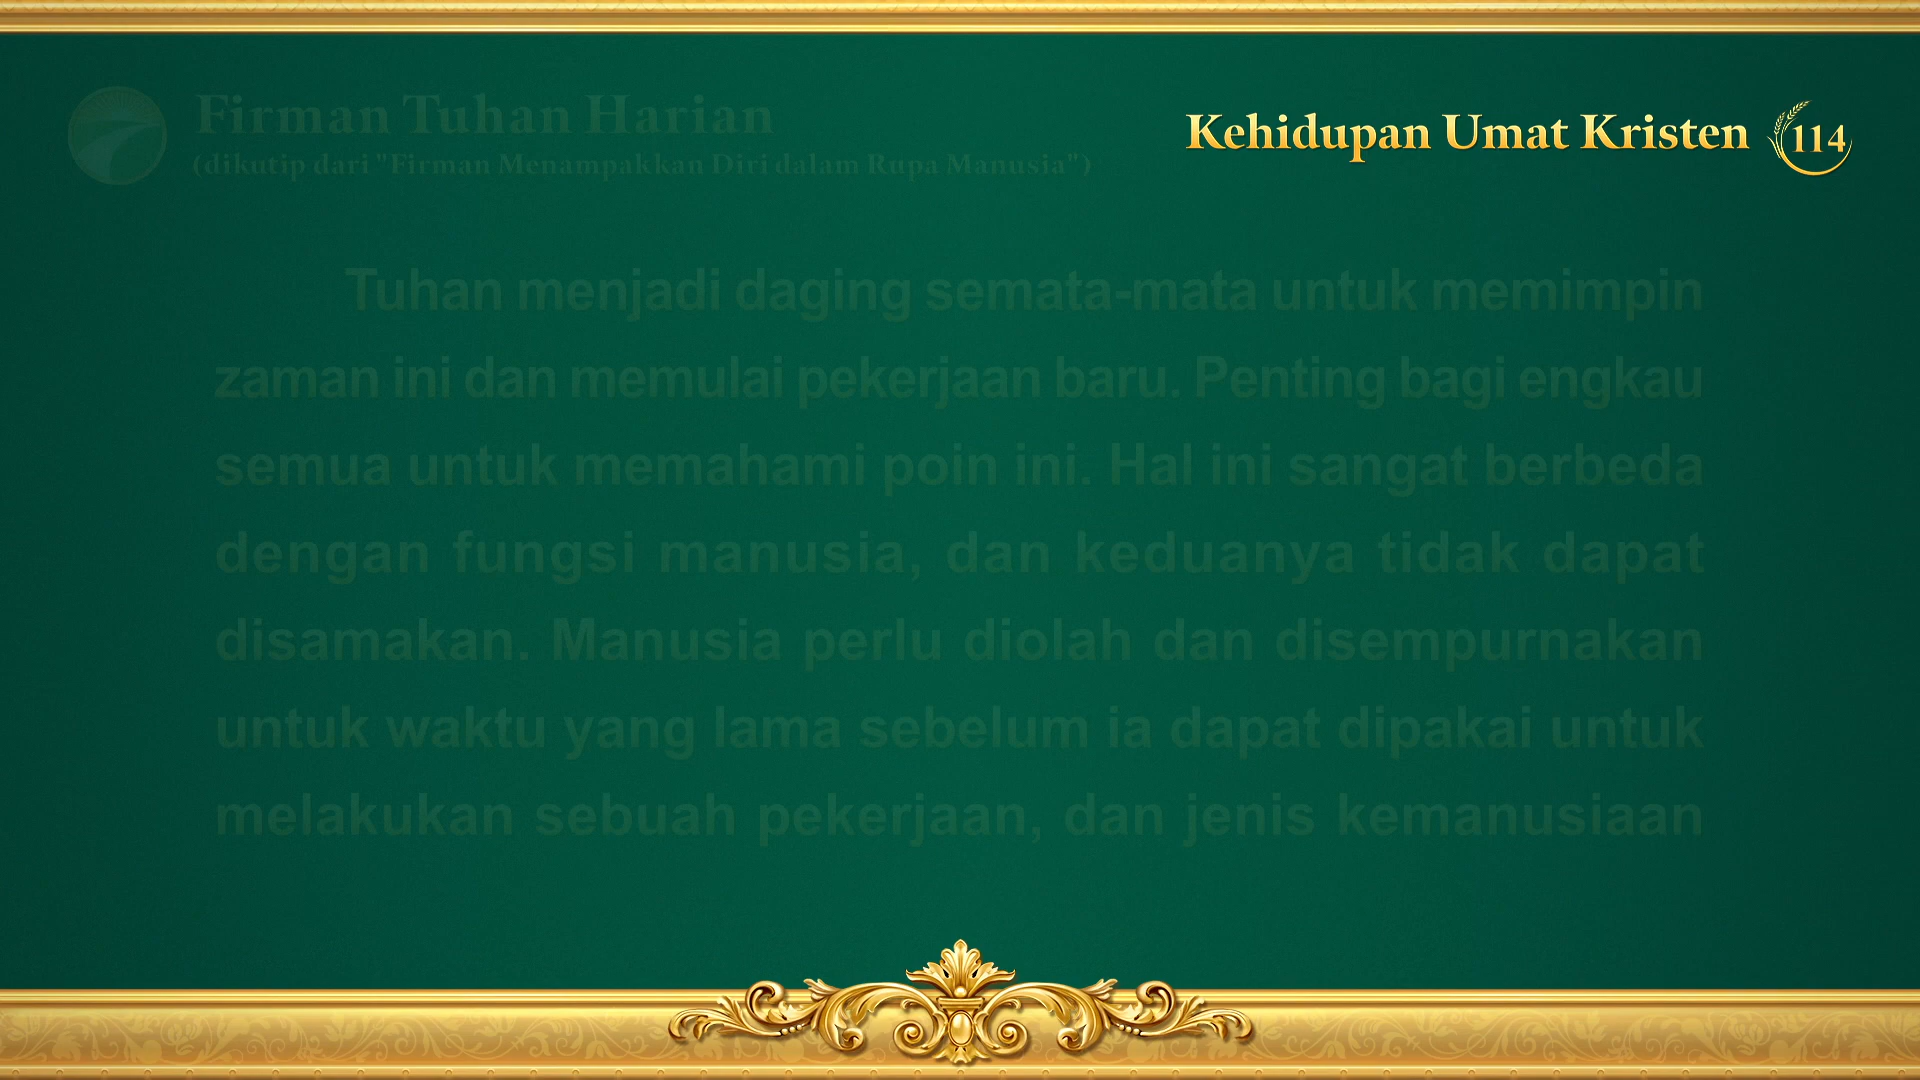 Firman Tuhan Harian
(dikutip dari "Firman Menampakkan Diri dalam Rupa Manusia")
Kehidupan Umat Kristen 114
Tuhan menjadi daging semata-mata untuk memimpin
zaman ini dan memulai pekerjaan baru. Penting bagi engkau
semua untuk memahami poin ini. Hal ini sangat berbeda
dengan fungsi manusia, dan keduanya tidak dapat
disamakan. Manusia perlu diolah dan disempurnakan
untuk waktu yang lama sebelum ia dapat dipakai untuk
melakukan sebuah pekerjaan, dan jenis kemanusiaan